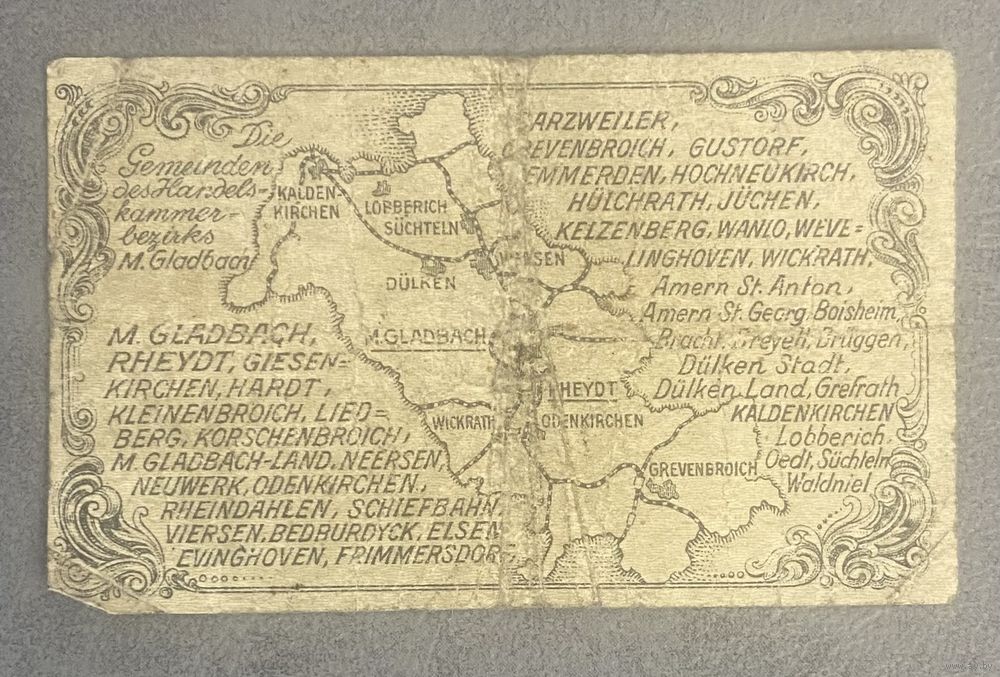 Die
Gemeinden
des Handels-
kammer-
bezirks
M. Gladbach
M. GLADBACH,
RHEYDT, GIESEN=
KIRCHEN, HARDT,
KLEINENBROICH, LIED=
BERG, KORSCHENBROICH,
M. GLADBACH-LAND, NEERSEN,
NEUWERK, ODENKIRCHEN,
RHEINDAHLEN, SCHIEFBAHN,
VIERSEN, BEDBURDYCK, ELSEN
EVINGHOVEN, FRIMMERSDORF,
KALDEN-
KIRCHEN
LOBBERICH
SÜCHTELN
VIERSEN
DÜLKEN
M. GLADBACH
RHEYDT
WICKRATH
ODENKIRCHEN
GREVENBROICH
GARZWEILER,
GREVENBROICH, GUSTORF,
HEMMERDEN, HOCHNEUKIRCH,
HÜLCHRATH, JÜCHEN,
KELZENBERG, WANLO, WEVE=
LINGHOVEN, WICKRATH,
Amern St. Anton,
Amern St. Georg, Boisheim,
Bracht, Breyell, Brüggen,
Dülken Stadt,
Dülken Land, Grefrath
KALDENKIRCHEN
Lobberich,
Oedt, Süchteln
Waldniel